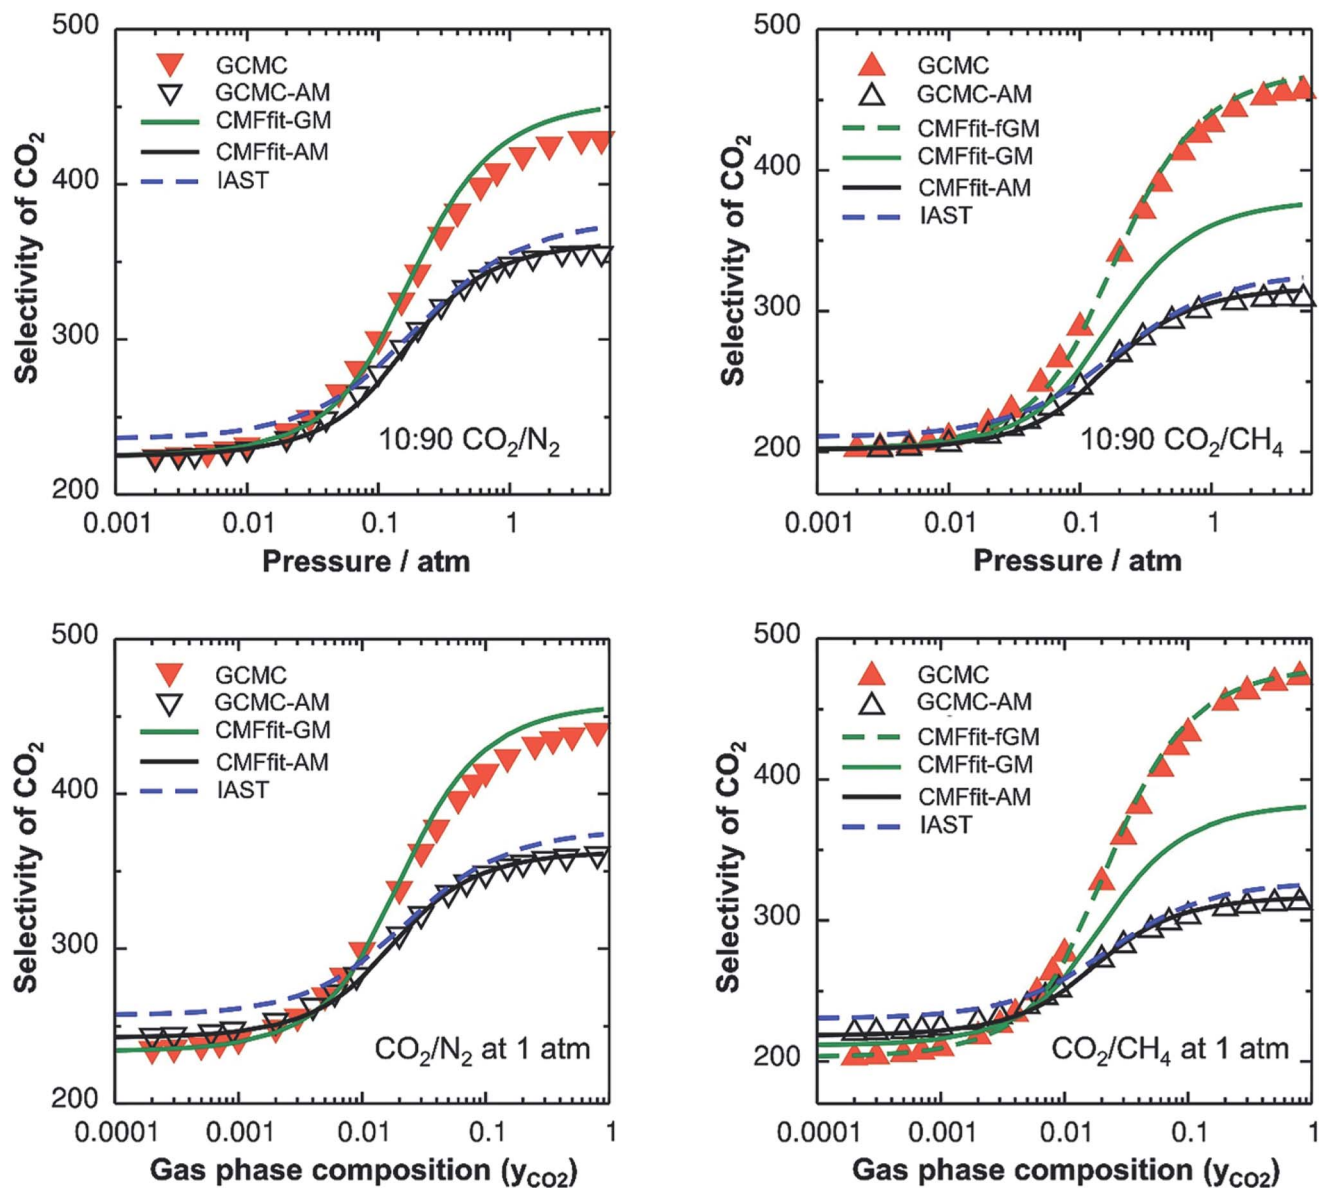 500
400
300
200
Selectivity of CO2
GCMC
GCMC-AM
CMFfit-GM
CMFfit-AM
IAST
10:90 CO2/N2
0.001
0.01
0.1
1
Pressure / atm
500
400
300
200
Selectivity of CO2
GCMC
GCMC-AM
CMFfit-fGM
CMFfit-GM
CMFfit-AM
IAST
10:90 CO2/CH4
0.001
0.01
0.1
1
Pressure / atm
500
400
300
200
Selectivity of CO2
GCMC
GCMC-AM
CMFfit-GM
CMFfit-AM
IAST
CO2/N2 at 1 atm
0.0001
0.001
0.01
0.1
1
Gas phase composition (yCO2)
500
400
300
200
Selectivity of CO2
GCMC
GCMC-AM
CMFfit-fGM
CMFfit-GM
CMFfit-AM
IAST
CO2/CH4 at 1 atm
0.0001
0.001
0.01
0.1
1
Gas phase composition (yCO2)